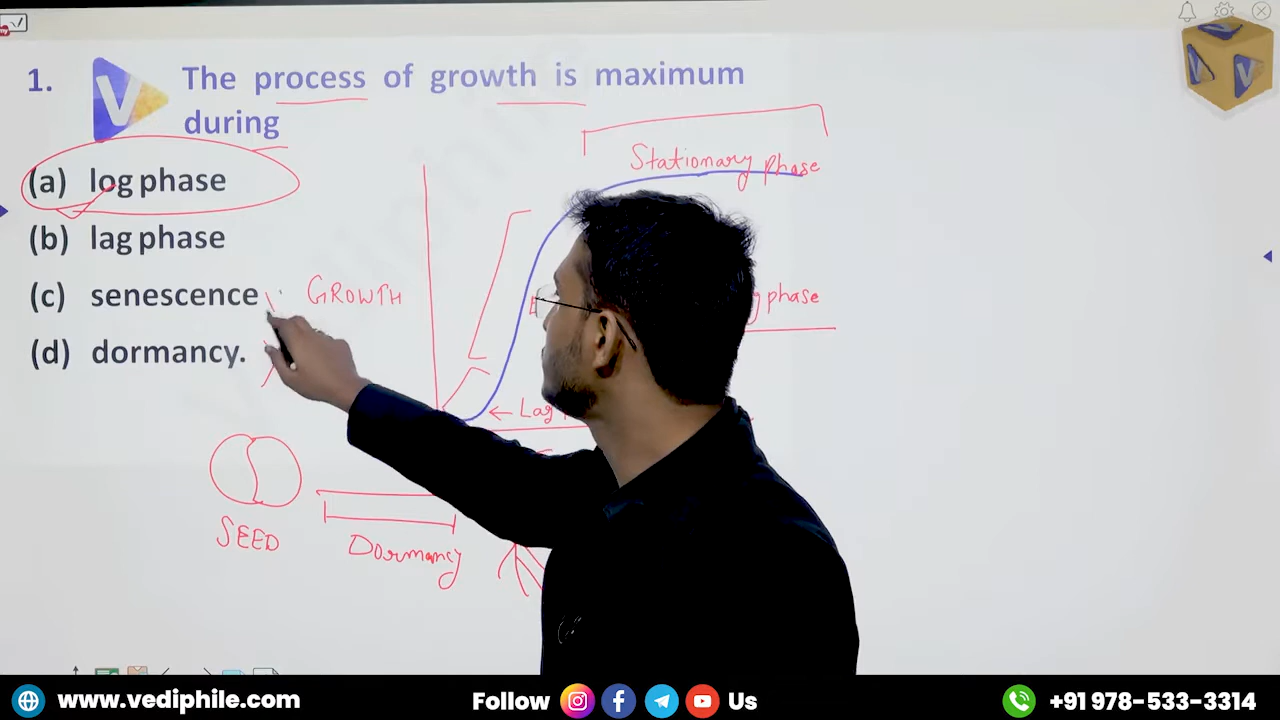 1. The process of growth is maximum
during
(a) log phase
(b) lag phase
(c) senescence
(d) dormancy.
Stationary phase
GROWTH
phase
← Lag
SEED
Dormancy
www.vediphile.com
Follow Us
+91 978-533-3314